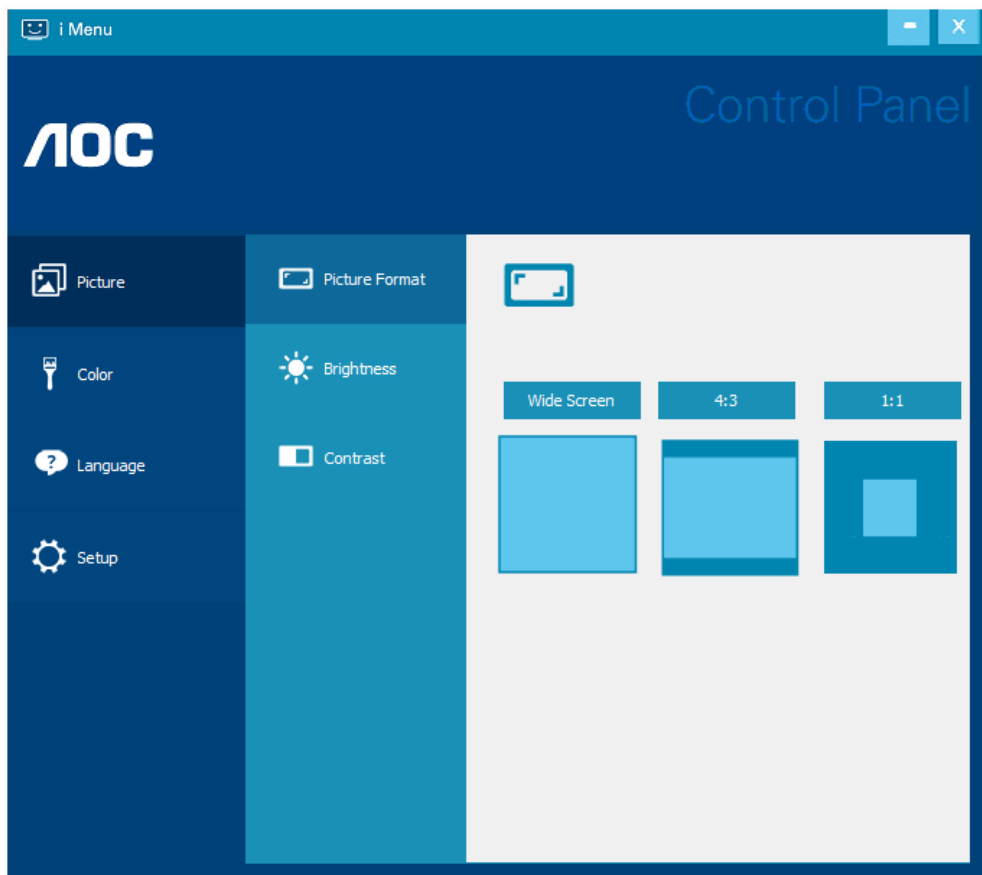 i Menu
X
Control Panel
AOC
Picture
Color
Language
Setup
Picture Format
Brightness
Contrast
Wide Screen
4:3
1:1